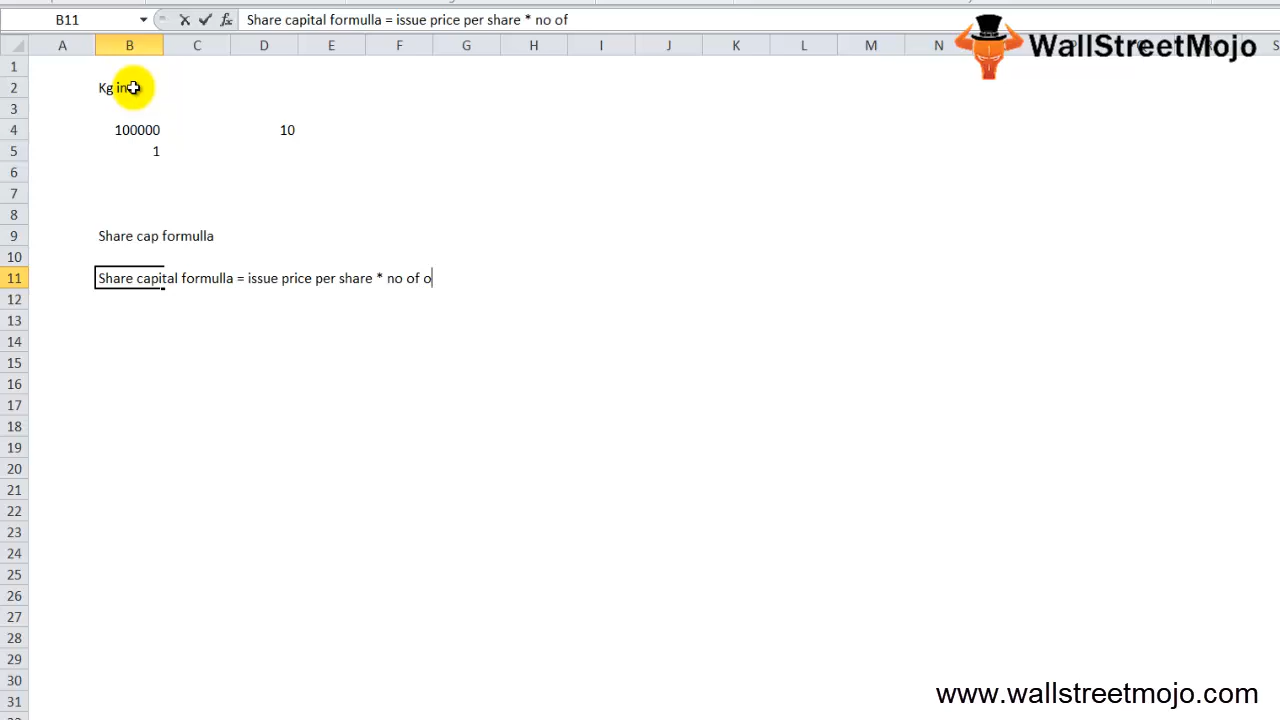 B11
fx
Share capital formulla = issue price per share * no of
WallStreetMojo
A B C D E F G H I J K L M N S
1
2 Kg in
3
4 100000 10
5 1
6
7
8
9 Share cap formulla
10
11 Share capital formulla = issue price per share * no of o
12
13
14
15
16
17
18
19
20
21
22
23
24
25
26
27
28
29
30
31
www.wallstreetmojo.com